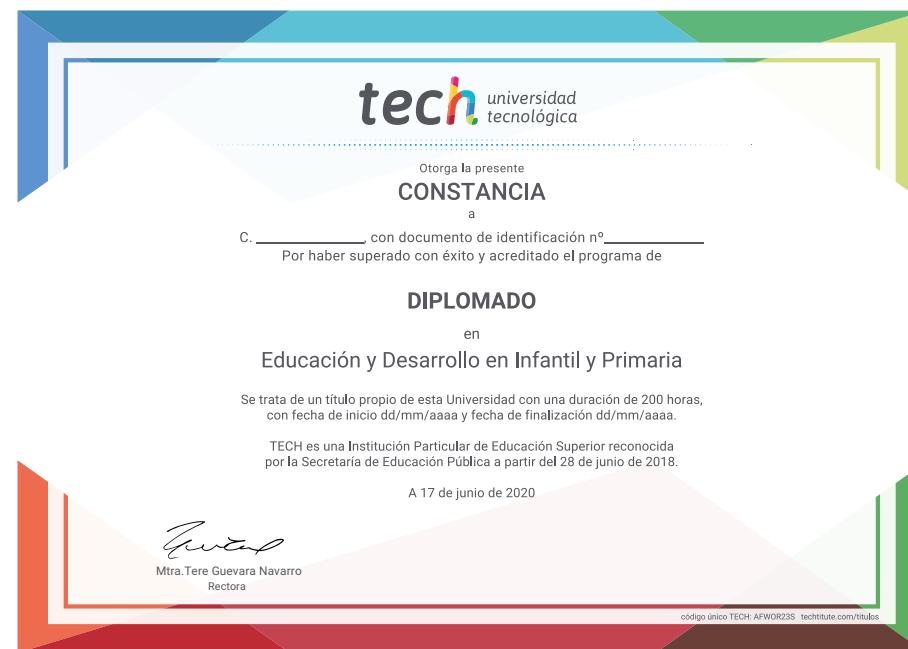 tech universidad
tecnológica
Otorga la presente
CONSTANCIA
a
C. ____________, con documento de identificación nº____________
Por haber superado con éxito y acreditado el programa de
DIPLOMADO
en
Educación y Desarrollo en Infantil y Primaria
Se trata de un título propio de esta Universidad con una duración de 200 horas,
con fecha de inicio dd/mm/aaaa y fecha de finalización dd/mm/aaaa.
TECH es una Institución Particular de Educación Superior reconocida
por la Secretaría de Educación Pública a partir del 28 de junio de 2018.
A 17 de junio de 2020
Mtra.Tere Guevara Navarro
Rectora
código único TECH: AFWOR23S techtitute.com/titulos